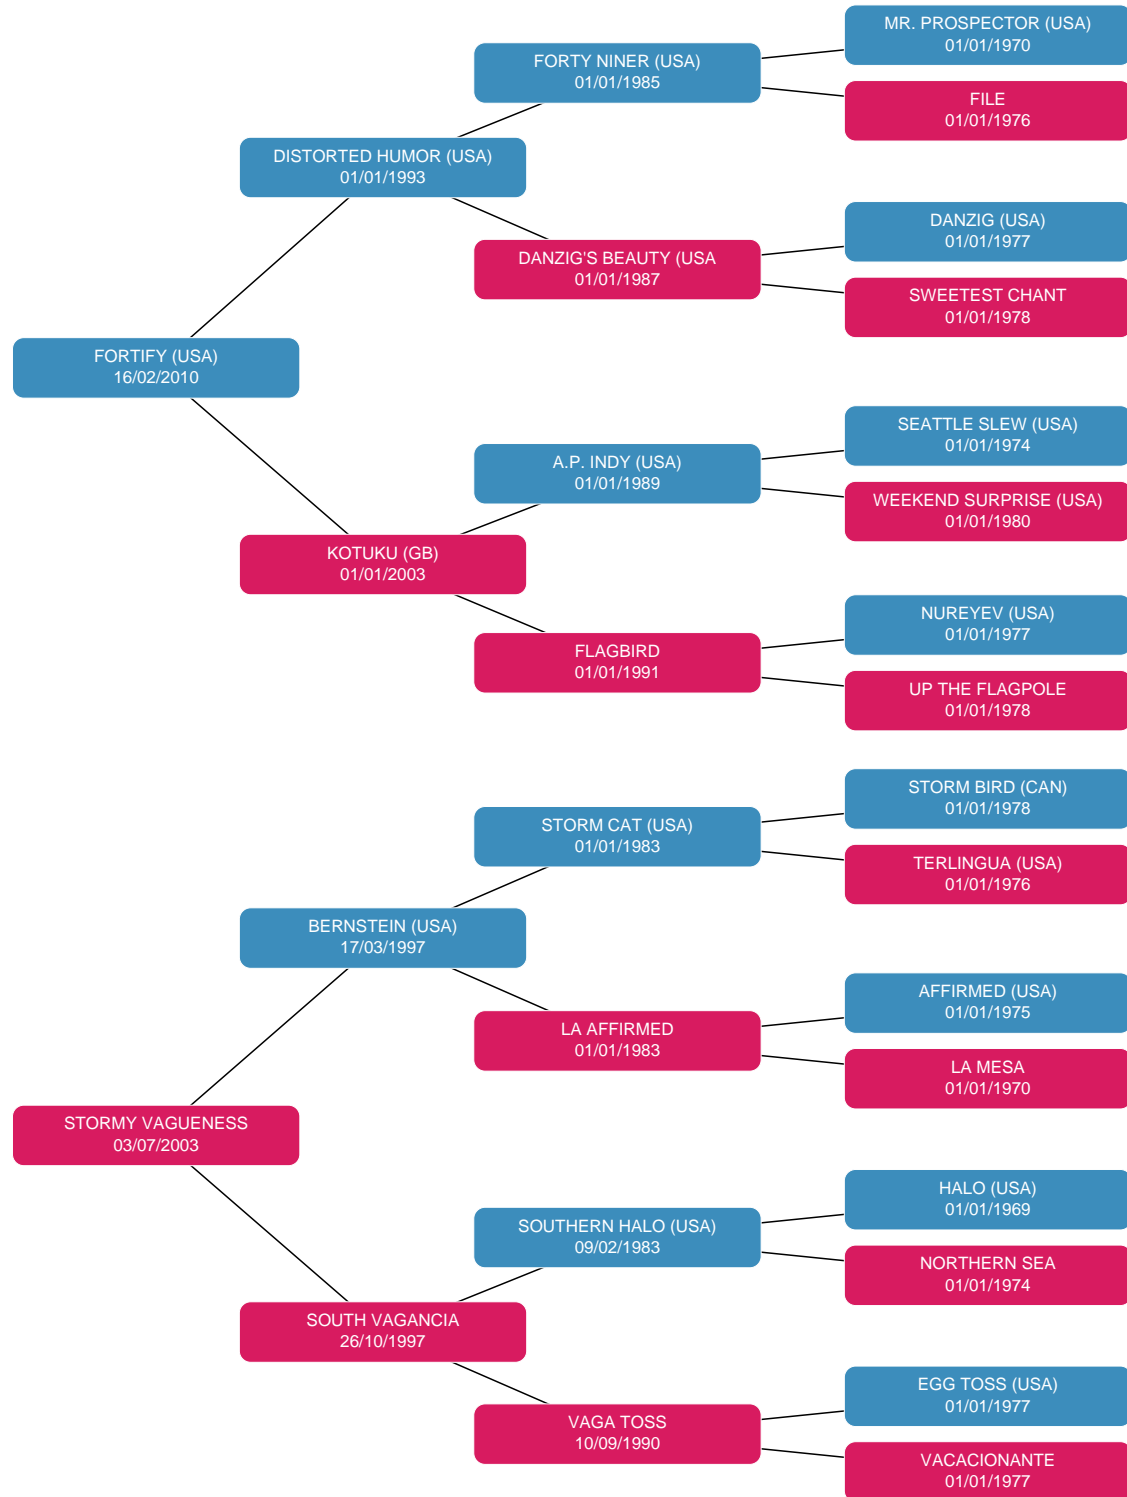 MR. PROSPECTOR (USA)
01/01/1970
FORTY NINER (USA)
01/01/1985
FILE
01/01/1976
DISTORTED HUMOR (USA)
01/01/1993
DANZIG (USA)
01/01/1977
DANZIG'S BEAUTY (USA
01/01/1987
SWEETEST CHANT
01/01/1978
FORTIFY (USA)
16/02/2010
SEATTLE SLEW (USA)
01/01/1974
A.P. INDY (USA)
01/01/1989
WEEKEND SURPRISE (USA)
01/01/1980
KOTUKU (GB)
01/01/2003
NUREYEV (USA)
01/01/1977
FLAGBIRD
01/01/1991
UP THE FLAGPOLE
01/01/1978
STORM BIRD (CAN)
01/01/1978
STORM CAT (USA)
01/01/1983
TERLINGUA (USA)
01/01/1976
BERNSTEIN (USA)
17/03/1997
AFFIRMED (USA)
01/01/1975
LA AFFIRMED
01/01/1983
LA MESA
01/01/1970
STORMY VAGUENESS
03/07/2003
HALO (USA)
01/01/1969
SOUTHERN HALO (USA)
09/02/1983
NORTHERN SEA
01/01/1974
SOUTH VAGANCIA
26/10/1997
EGG TOSS (USA)
01/01/1977
VAGA TOSS
10/09/1990
VACACIONANTE
01/01/1977